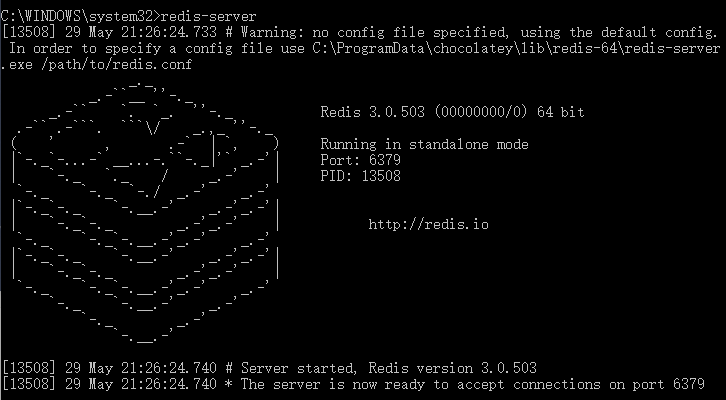 C:\WINDOWS\system32>redis-server
[13508] 29 May 21:26:24.733 # Warning: no config file specified, using the default config.
In order to specify a config file use C:\ProgramData\chocolatey\lib\redis-64\redis-server
.exe /path/to/redis.conf
Redis 3.0.503 (00000000/0) 64 bit
Running in standalone mode
Port: 6379
PID: 13508
http://redis.io
[13508] 29 May 21:26:24.740 # Server started, Redis version 3.0.503
[13508] 29 May 21:26:24.740 * The server is now ready to accept connections on port 6379